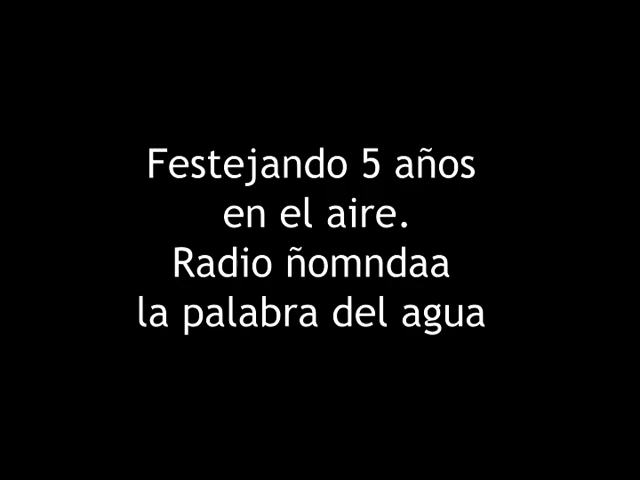 Festejando 5 años
en el aire.
Radio ñomndaa
la palabra del agua